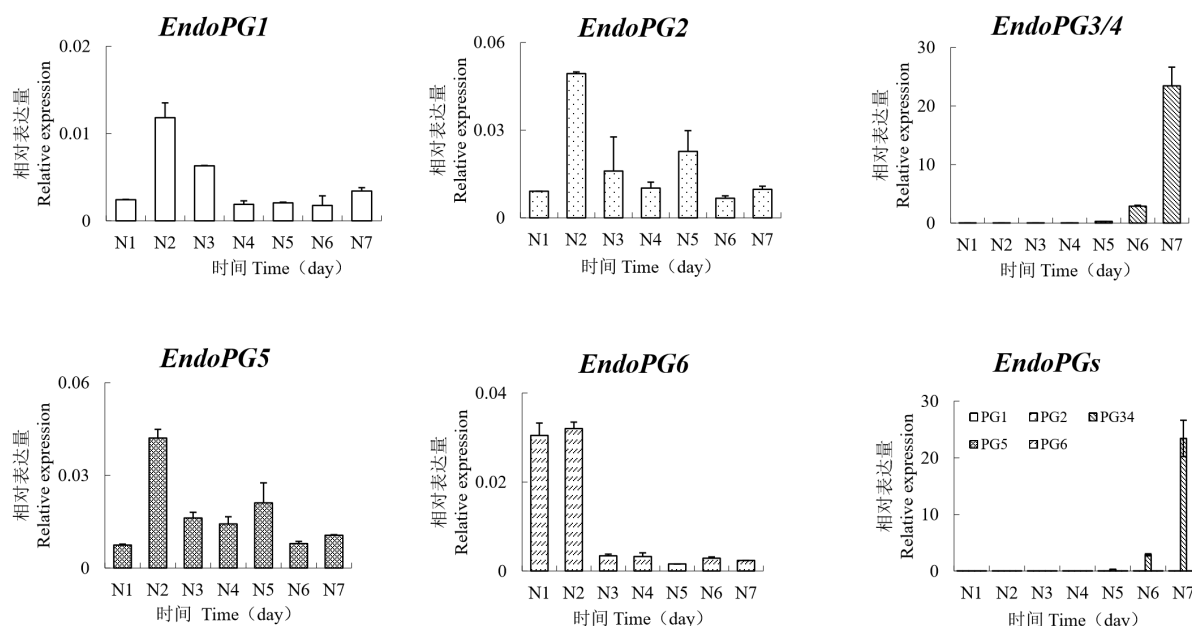 EndoPG1
0.02
0.01
0
相对表达量
Relative expression
N1 N2 N3 N4 N5 N6 N7
时间 Time（day）
EndoPG2
0.06
0.03
0
相对表达量
Relative expression
N1 N2 N3 N4 N5 N6 N7
时间 Time（day）
EndoPG3/4
30
20
10
0
相对表达量
Relative expression
N1 N2 N3 N4 N5 N6 N7
时间 Time（day）
EndoPG5
0.06
0.03
0
相对表达量
Relative expression
N1 N2 N3 N4 N5 N6 N7
时间 Time（day）
EndoPG6
0.04
0.02
0
相对表达量
Relative expression
N1 N2 N3 N4 N5 N6 N7
时间 Time（day）
EndoPGs
30
20
10
0
相对表达量
Relative expression
PG1 PG2 PG34
PG5 PG6
N1 N2 N3 N4 N5 N6 N7
时间 Time（day）